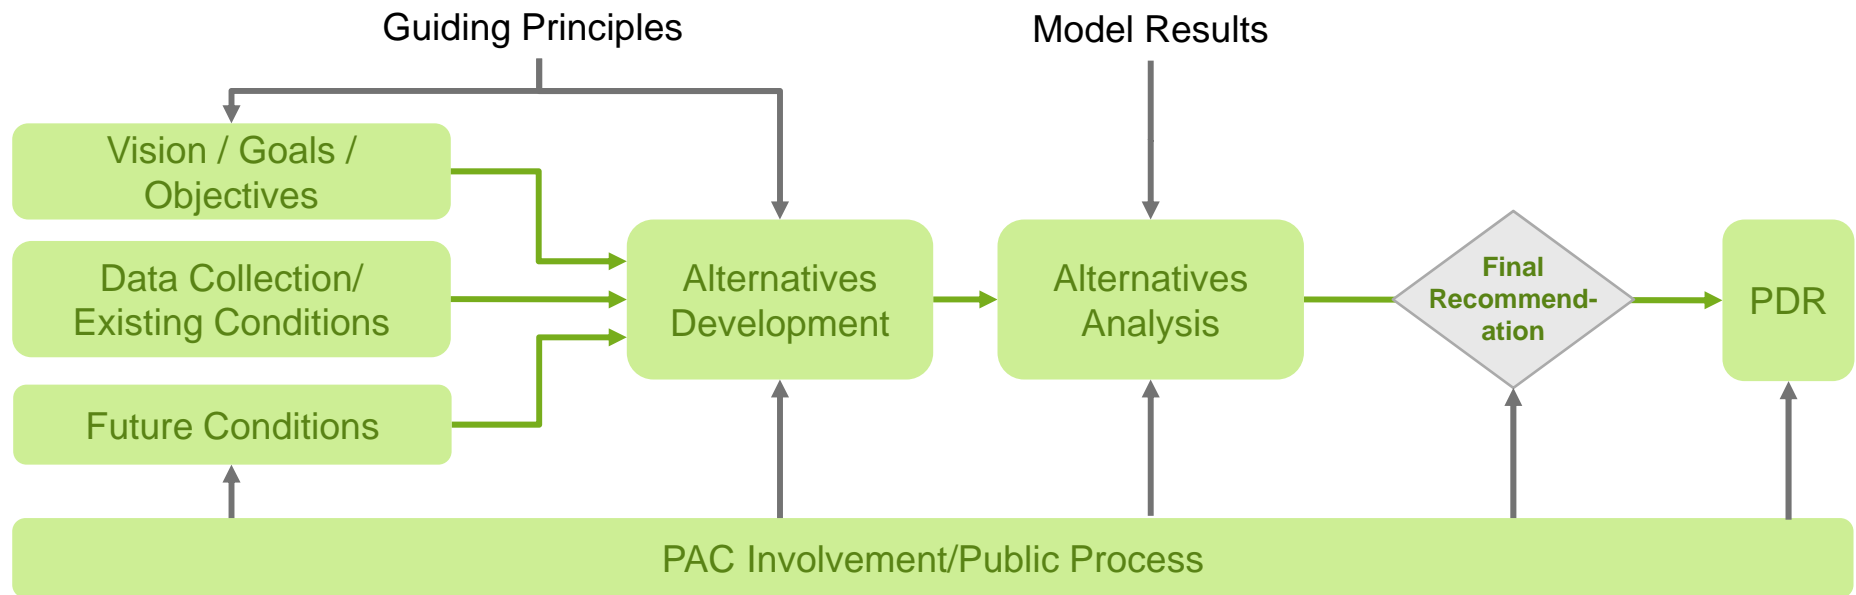 Guiding Principles
Model Results
Vision / Goals /
Objectives
Data Collection/
Existing Conditions
Future Conditions
Alternatives
Development
Alternatives
Analysis
Final
Recommend-
ation
PDR
PAC Involvement/Public Process